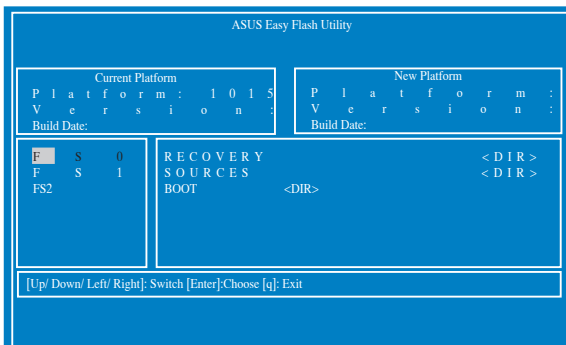 ASUS Easy Flash Utility
Current Platform
Platform: 1015
Version:
Build Date:
New Platform
Platform:
Version:
Build Date:
FS0
FS1
FS2
RECOVERY <DIR>
SOURCES <DIR>
BOOT <DIR>
[Up/ Down/ Left/ Right]: Switch [Enter]:Choose [q]: Exit